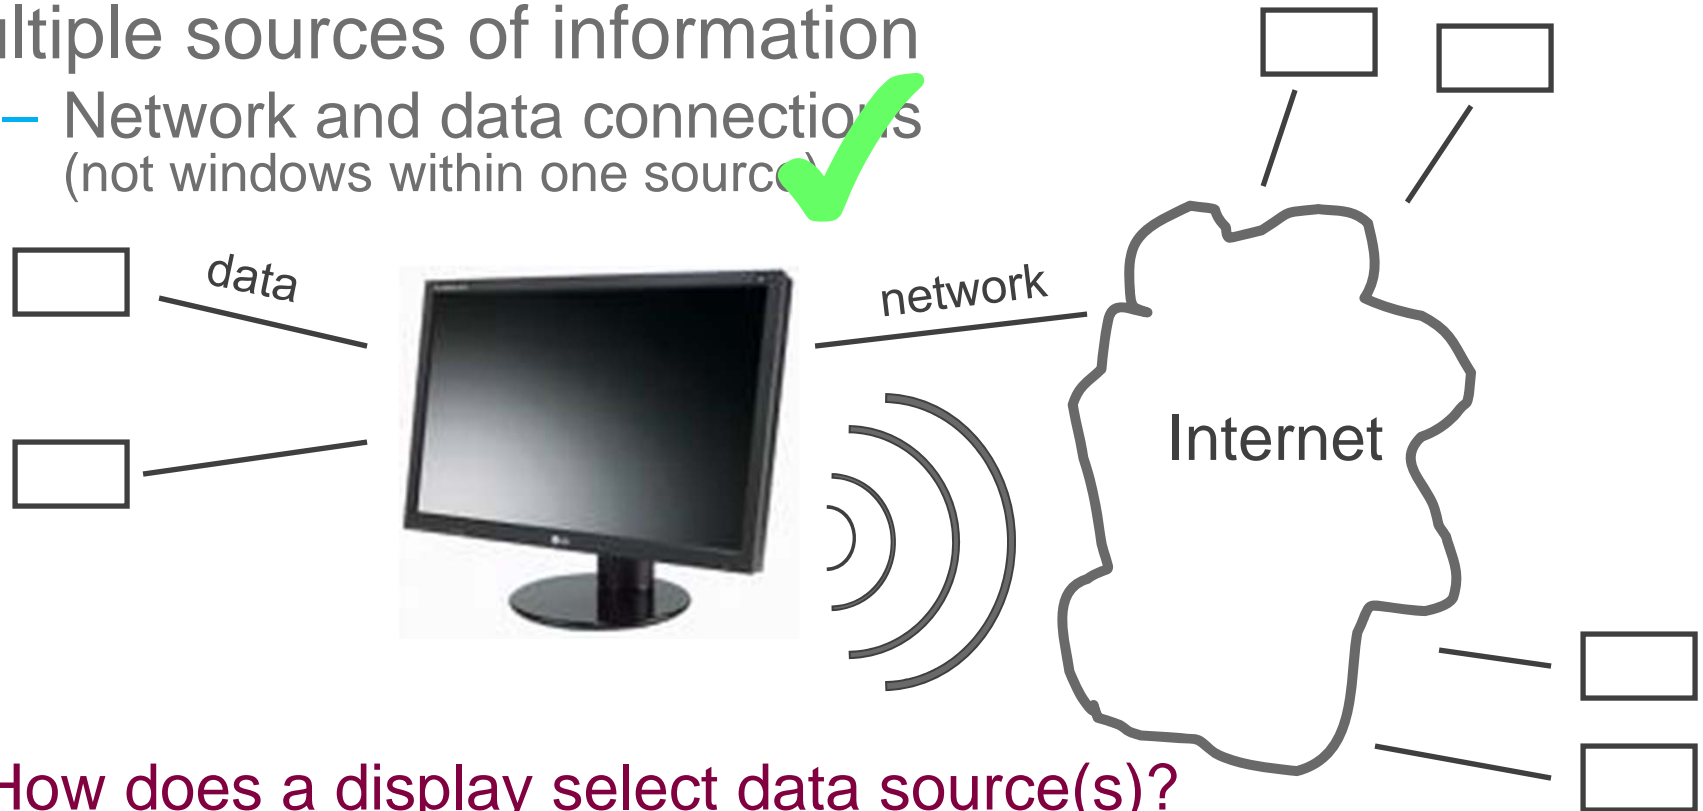 ltiple sources of information
– Network and data connections
(not windows within one source)
data
network
Internet
How does a display select data source(s)?